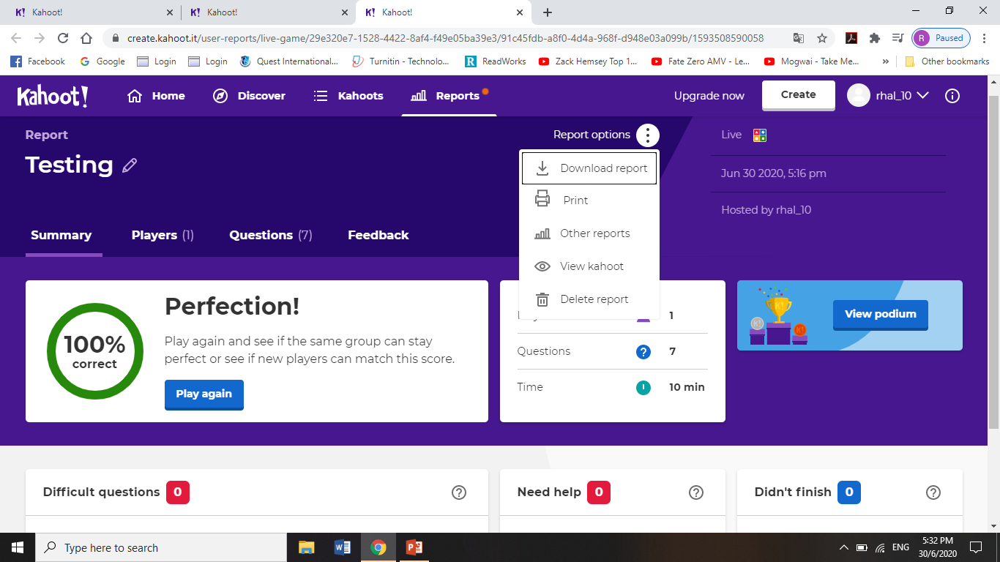 Kahoot!
Kahoot!
Kahoot!
create.kahoot.it/user-reports/live-game/29e320e7-1528-4422-8af4-f49e05ba39e3/91c45fdb-a8f0-4d4a-968f-d948e03a099b/1593508590058
R Paused
Facebook
Google
Login
Login
Quest International...
Turnitin - Technolo...
ReadWorks
Zack Hemsey Top 1...
Fate Zero AMV - Le...
Mogwai - Take Me...
»
Other bookmarks
Kahoot!
Home
Discover
Kahoots
Reports
Upgrade now
Create
rhal_10
Report
Testing
Report options
Download report
Print
Other reports
View kahoot
Delete report
Live
Jun 30 2020, 5:16 pm
Hosted by rhal_10
Summary
Players (1)
Questions (7)
Feedback
100%
correct
Perfection!
Play again and see if the same group can stay
perfect or see if new players can match this score.
Play again
1
Questions ? 7
Time 10 min
View podium
Difficult questions 0 ?
Need help 0 ?
Didn't finish 0 ?
Type here to search
ENG
5:32 PM
30/6/2020